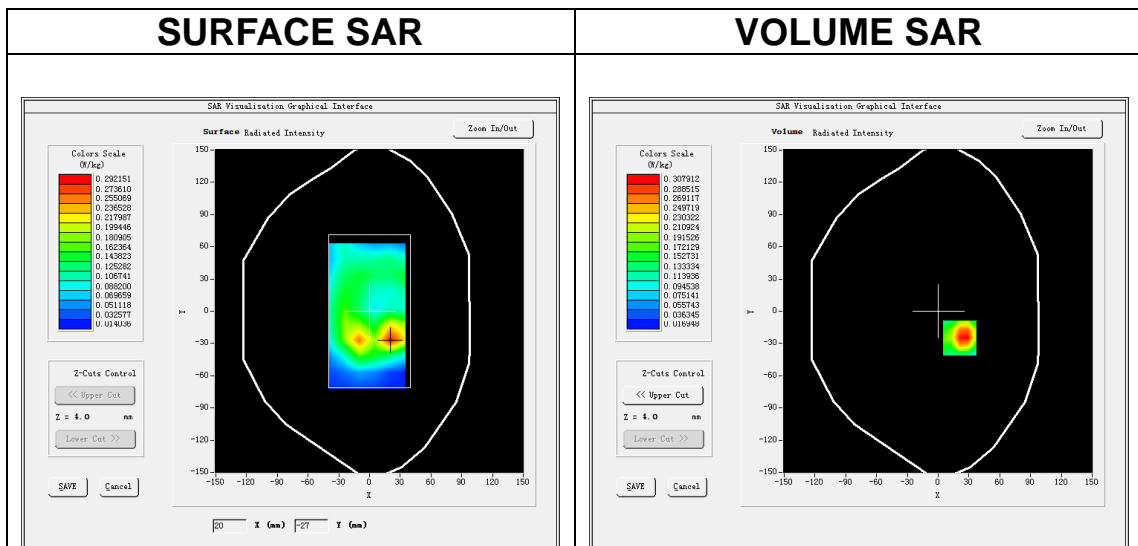 SURFACE SAR
SAR Visualisation Graphical Interface
Surface Radiated Intensity
Zoom In/Out
Colors Scale
(W/kg)
0.292151
0.273610
0.255069
0.236528
0.217987
0.199446
0.180905
0.162364
0.143823
0.125282
0.106741
0.088200
0.069659
0.051118
0.032577
0.014036
150
120
90
60
30
0
-30
-60
-90
-120
-150
Y
-150 -120 -90 -60 -30 0 30 60 90 120 150
X
Z-Cuts Control
<< Upper Cut
Z = 4.0 mm
Lower Cut >>
SAVE Cancel
20 X (mm) -27 Y (mm)
VOLUME SAR
SAR Visualisation Graphical Interface
Volume Radiated Intensity
Zoom In/Out
Colors Scale
(W/kg)
0.307912
0.288515
0.269117
0.249719
0.230322
0.210924
0.191526
0.172129
0.152731
0.133334
0.113936
0.094538
0.075141
0.055743
0.036345
0.016948
150
120
90
60
30
0
-30
-60
-90
-120
-150
Y
-150 -120 -90 -60 -30 0 30 60 90 120 150
X
Z-Cuts Control
<< Upper Cut
Z = 4.0 mm
Lower Cut >>
SAVE Cancel